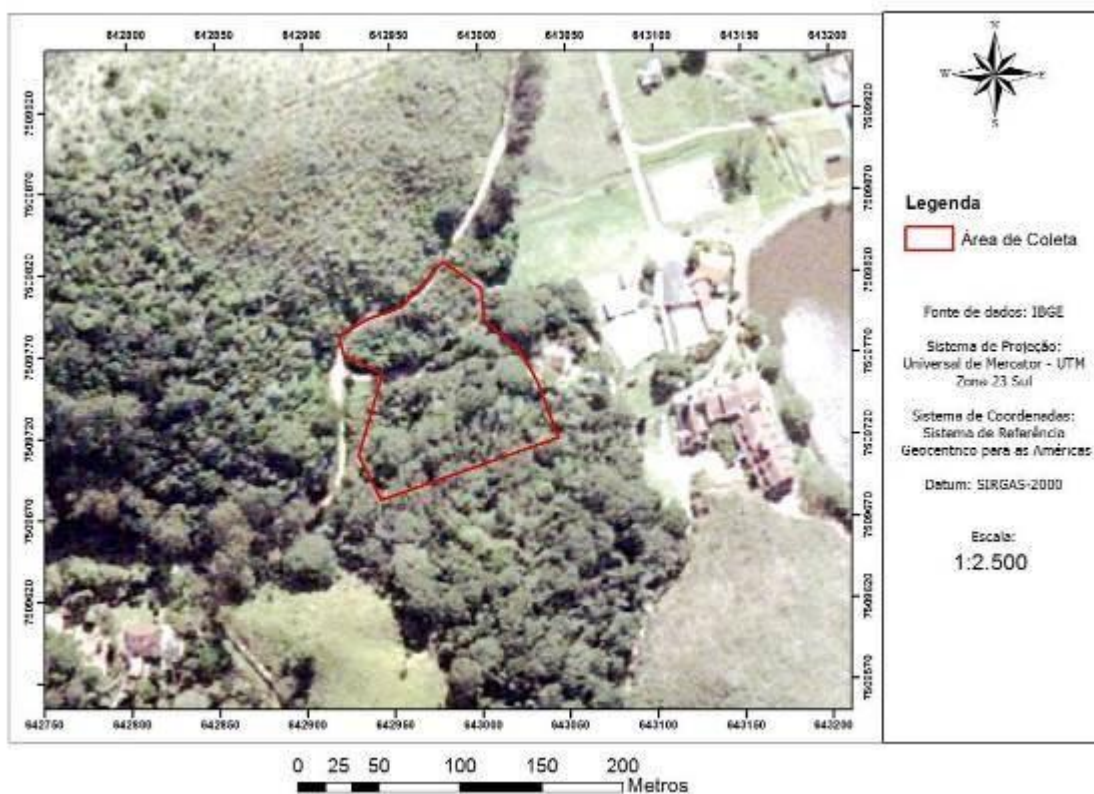 642800 642850 642900 642950 643000 643050 643100 643150 643200
N
W
E
S
Legenda
Área de Coleta
Fonte de dados: IBGE
Sistema de Projeção:
Universal de Mercator - UTM
Zona 23 Sul
Sistema de Coordenadas:
Sistema de Referência
Geocentrico para as Américas
Datum: SIRGAS-2000
Escala:
1:2.500
642750 642800 642900 642950 643000 643050 643100 643150 643200
0 25 50 100 150 200
Metros